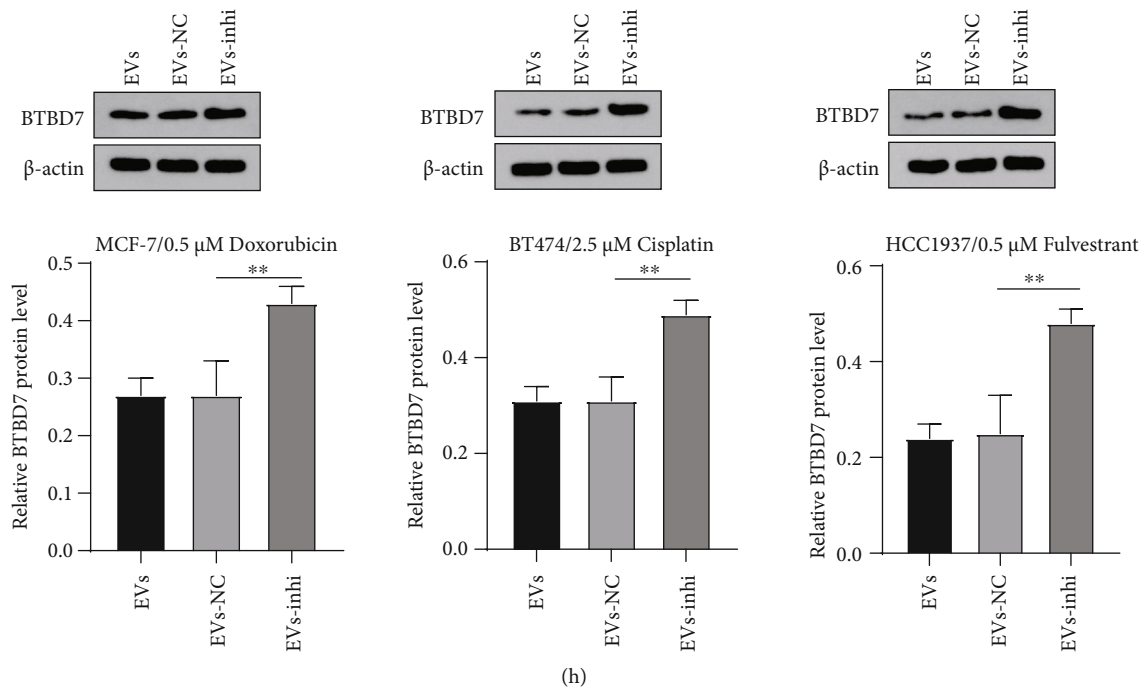 EVs
EVs-NC
EVs-inhi
BTBD7
β-actin
MCF-7/0.5 μM Doxorubicin
Relative BTBD7 protein level
0.5
0.4
0.3
0.2
0.1
0.0
**
EVs
EVs-NC
EVs-inhi
EVs
EVs-NC
EVs-inhi
BTBD7
β-actin
BT474/2.5 μM Cisplatin
Relative BTBD7 protein level
0.6
0.4
0.2
0.0
**
EVs
EVs-NC
EVs-inhi
EVs
EVs-NC
EVs-inhi
BTBD7
β-actin
HCC1937/0.5 μM Fulvestrant
Relative BTBD7 protein level
0.6
0.4
0.2
0.0
**
EVs
EVs-NC
EVs-inhi
(h)